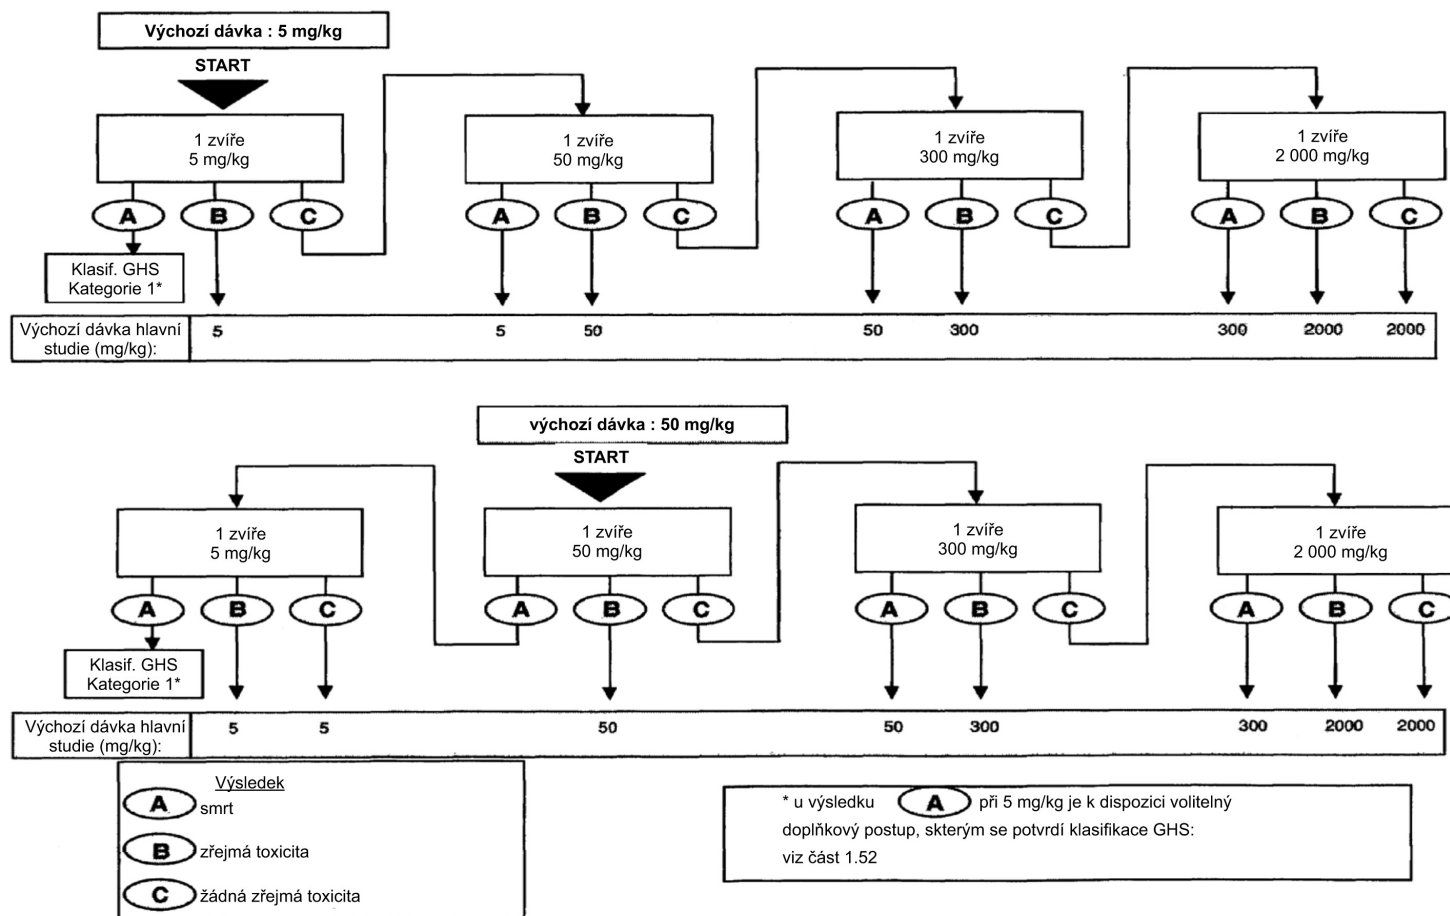 Výchozí dávka : 5 mg/kg
START
1 zvíře
5 mg/kg
1 zvíře
50 mg/kg
1 zvíře
300 mg/kg
1 zvíře
2 000 mg/kg
A B C A B C A B C A B C
Klasif. GHS
Kategorie 1*
Výchozí dávka hlavní
studie (mg/kg):
5 5 50 50 300 300 2000 2000
výchozí dávka : 50 mg/kg
START
1 zvíře
5 mg/kg
1 zvíře
50 mg/kg
1 zvíře
300 mg/kg
1 zvíře
2 000 mg/kg
A B C A B C A B C A B C
Klasif. GHS
Kategorie 1*
Výchozí dávka hlavní
studie (mg/kg):
5 5 50 50 300 300 2000 2000
Výsledek
A smrt
B zřejmá toxicita
C žádná zřejmá toxicita
* u výsledku A při 5 mg/kg je k dispozici volitelný
doplňkový postup, skterým se potvrdí klasifikace GHS:
viz část 1.52